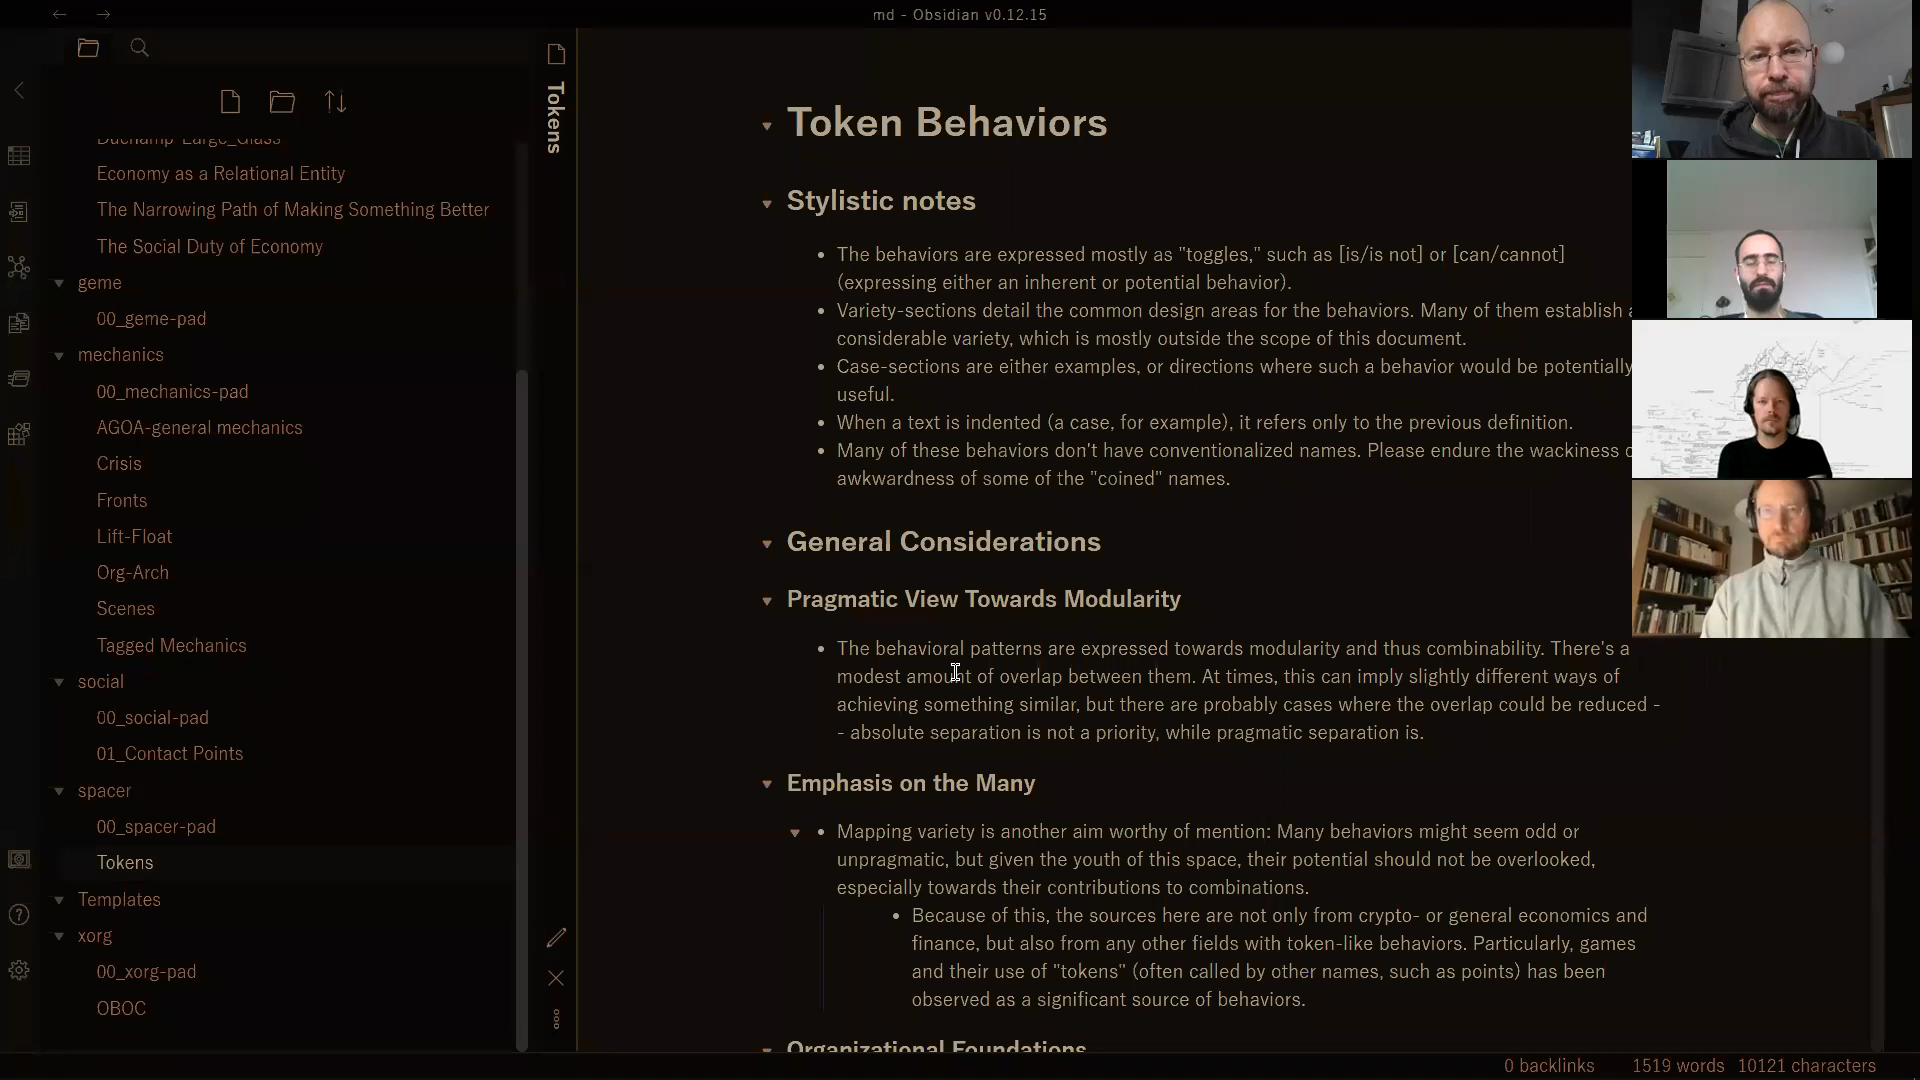 md - Obsidian v0.12.15
Duchamp-Large_Glass
Economy as a Relational Entity
The Narrowing Path of Making Something Better
The Social Duty of Economy
geme
00_geme-pad
mechanics
00_mechanics-pad
AGOA-general mechanics
Crisis
Fronts
Lift-Float
Org-Arch
Scenes
Tagged Mechanics
social
00_social-pad
01_Contact Points
spacer
00_spacer-pad
Tokens
Templates
xorg
00_xorg-pad
OBOC
Tokens
Token Behaviors
Stylistic notes
The behaviors are expressed mostly as "toggles," such as [is/is not] or [can/cannot]
(expressing either an inherent or potential behavior).
Variety-sections detail the common design areas for the behaviors. Many of them establish a
considerable variety, which is mostly outside the scope of this document.
Case-sections are either examples, or directions where such a behavior would be potentially
useful.
When a text is indented (a case, for example), it refers only to the previous definition.
Many of these behaviors don't have conventionalized names. Please endure the wackiness
awkwardness of some of the "coined" names.
General Considerations
Pragmatic View Towards Modularity
The behavioral patterns are expressed towards modularity and thus combinability. There's a
modest amount of overlap between them. At times, this can imply slightly different ways of
achieving something similar, but there are probably cases where the overlap could be reduced -
- absolute separation is not a priority, while pragmatic separation is.
Emphasis on the Many
Mapping variety is another aim worthy of mention: Many behaviors might seem odd or
unpragmatic, but given the youth of this space, their potential should not be overlooked,
especially towards their contributions to combinations.
Because of this, the sources here are not only from crypto- or general economics and
finance, but also from any other fields with token-like behaviors. Particularly, games
and their use of "tokens" (often called by other names, such as points) has been
observed as a significant source of behaviors.
Organizational Foundations
0 backlinks 1519 words 10121 characters